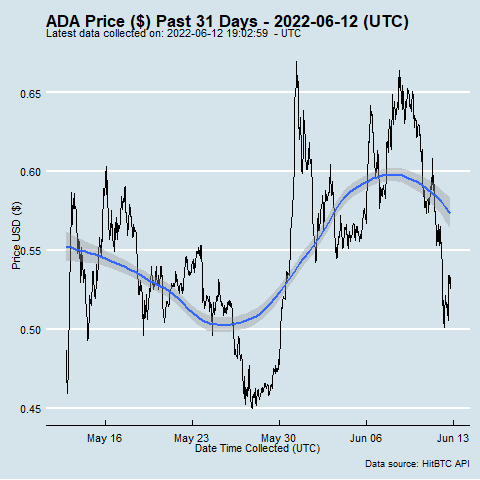 ADA Price ($) Past 31 Days - 2022-06-12 (UTC)
Latest data collected on: 2022-06-12 19:02:59 - UTC
0.65
0.60
0.55
0.50
0.45
Price USD ($)
May 16 May 23 May 30 Jun 06 Jun 13
Date Time Collected (UTC)
Data source: HitBTC API